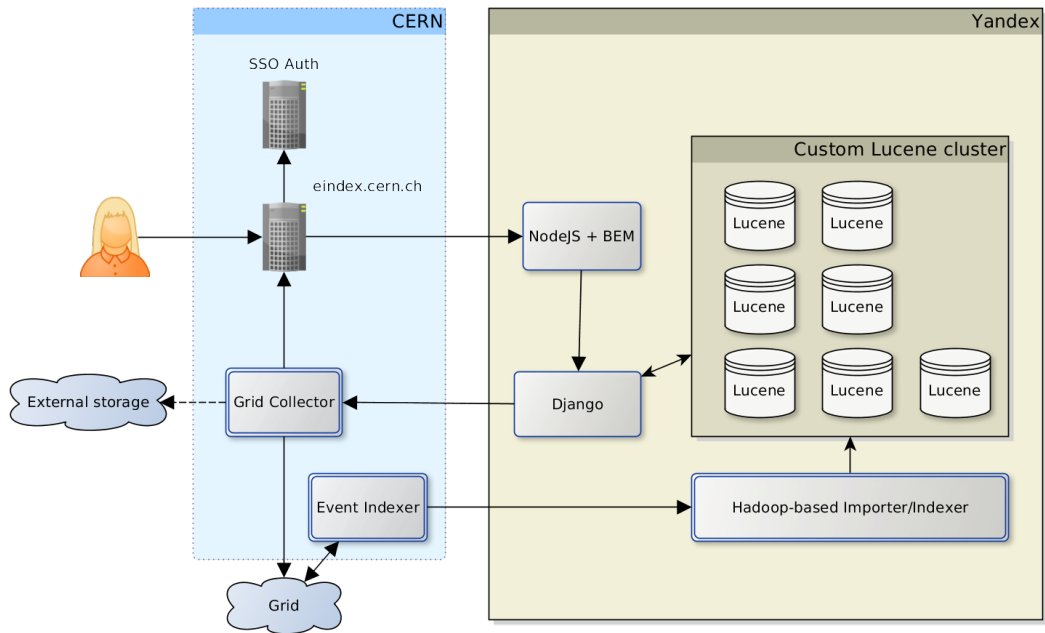 CERN
Yandex
SSO Auth
Custom Lucene cluster
eindex.cern.ch
Lucene
Lucene
NodeJS + BEM
Lucene
Lucene
Lucene
Lucene
Lucene
External storage
Grid Collector
Django
Event Indexer
Hadoop-based Importer/Indexer
Grid